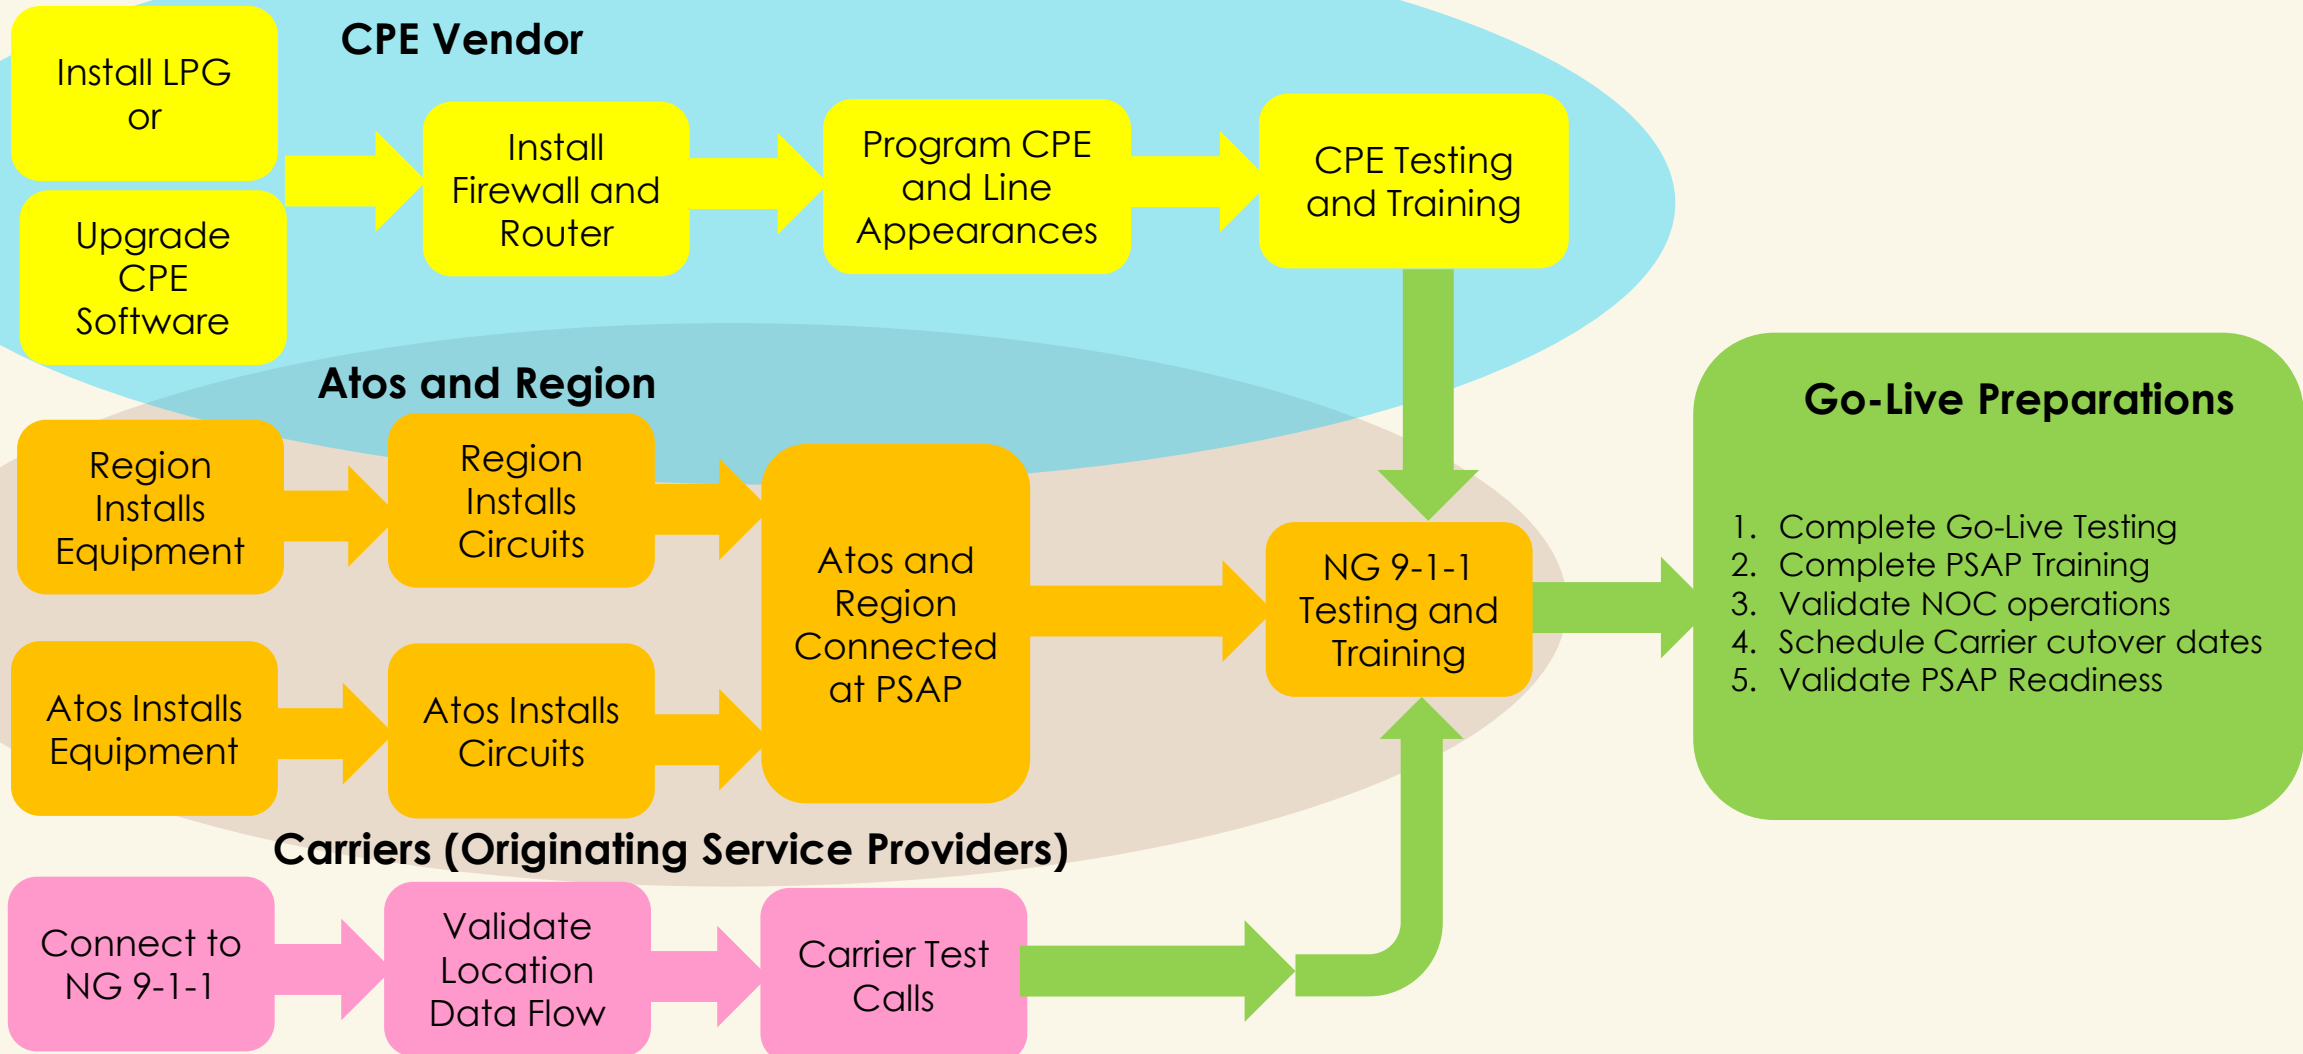 CPE Vendor
Install LPG
or
Upgrade
CPE
Software
Install
Firewall and
Router
Program CPE
and Line
Appearances
CPE Testing
and Training
Atos and Region
Region
Installs
Equipment
Region
Installs
Circuits
Atos Installs
Equipment
Atos Installs
Circuits
Atos and
Region
Connected
at PSAP
NG 9-1-1
Testing and
Training
Carriers (Originating Service Providers)
Connect to
NG 9-1-1
Validate
Location
Data Flow
Carrier Test
Calls
Go-Live Preparations
1. Complete Go-Live Testing
2. Complete PSAP Training
3. Validate NOC operations
4. Schedule Carrier cutover dates
5. Validate PSAP Readiness